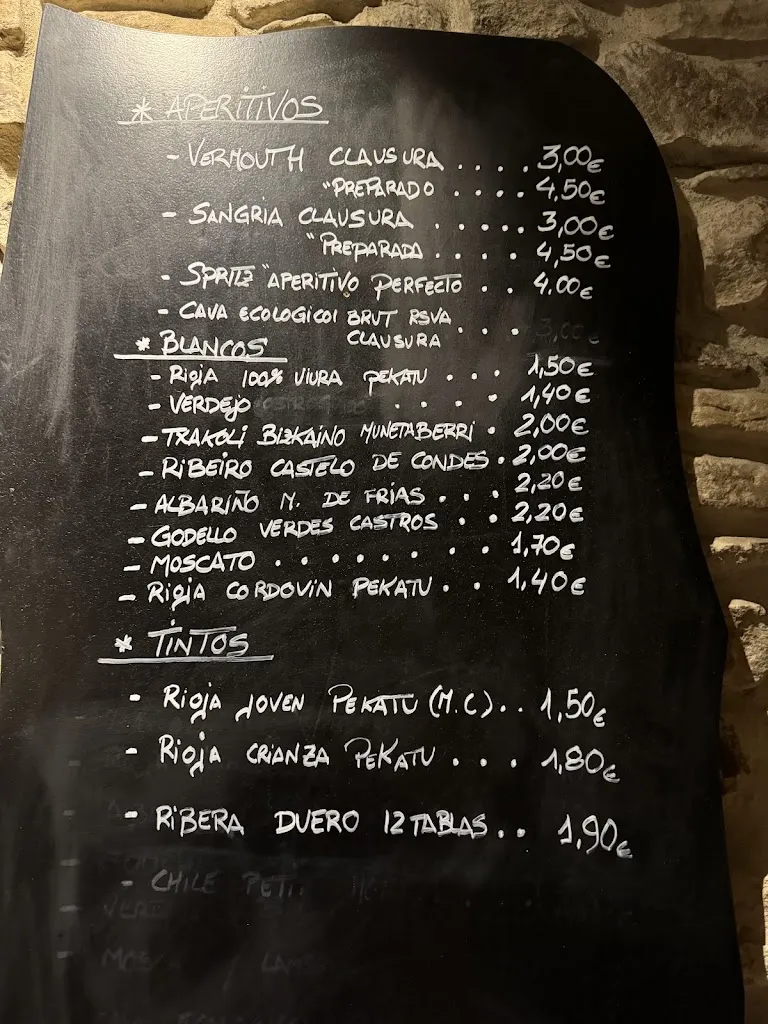 * APERITIVOS
- VERMOUTH CLAUSURA . . . . 3,00€
"PREPARADO . . . . 4,50€
- SANGRIA CLAUSURA . . . . . 3,00€
"PREPARADA . . . . 4,50€
- SPRITZ "APERITIVO PERFECTO . . 4,00€
- CAVA ECOLOGICO BRUT RSVA
CLAUSURA . . . 3,00€
* BLANCOS
- Rioja 100% VIURA PEKATU . . . 1,50€
- VERDEJO . . . . 1,40€
- TXAKOLI BIZKAINO MUNETABERRI . 2,00€
- RiBEiRO CASTELO DE CONDES . 2,00€
- ALBARIÑO M. DE FRÍAS . . . 2,20€
- GODELLO VERDES CASTROS . . 2,20€
- MOSCATO . . . . . . . . 1,70€
- Rioja CORDOVIN PEKATU . . 1,40€
* TINTOS
- Rioja JOVEN PEKATU (M.C) . . 1,50€
- Rioja CRIANZA PEKATU . . . 1,80€
- RiBERA DUERO 12 TABLAS . . 1,90€
- CHILE